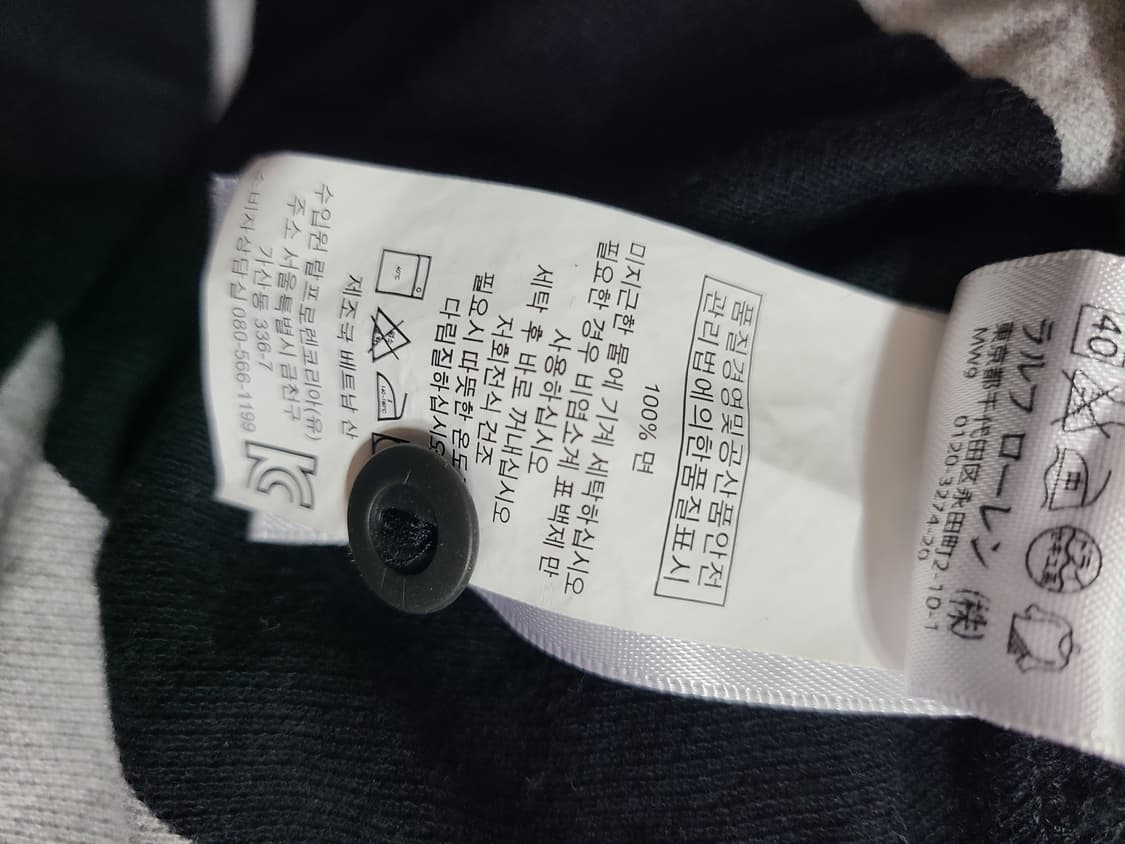 품질경영및공산품안전
관리법에의한품질표시
100% 면
미지근한 물에 기계 세탁하십시오
필요한 경우 비염소계 표백제 만
사용하십시오
세탁 후 바로 꺼내십시오
저회전식 건조
필요시 따뜻한 온도
다림질하십시오
제조국 베트남 산
수입원 랄프로렌코리아(유)
주소 서울특별시 금천구
가산동 336-7
소비자상담실 080-566-1199
40
ラルフ ローレン (株)
東京都千代田区永田町2-10-1
0120-3274-20
MW9